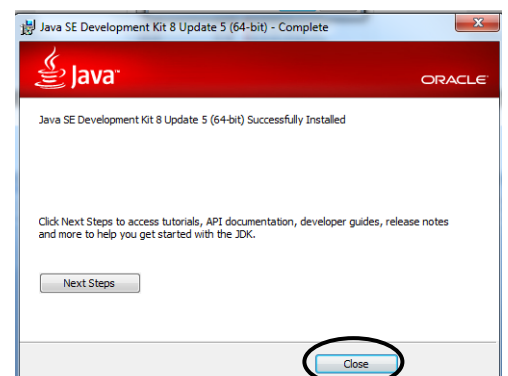 Java SE Development Kit 8 Update 5 (64-bit) - Complete
Java™
ORACLE®
Java SE Development Kit 8 Update 5 (64-bit) Successfully Installed
Click Next Steps to access tutorials, API documentation, developer guides, release notes
and more to help you get started with the JDK.
Next Steps
Close